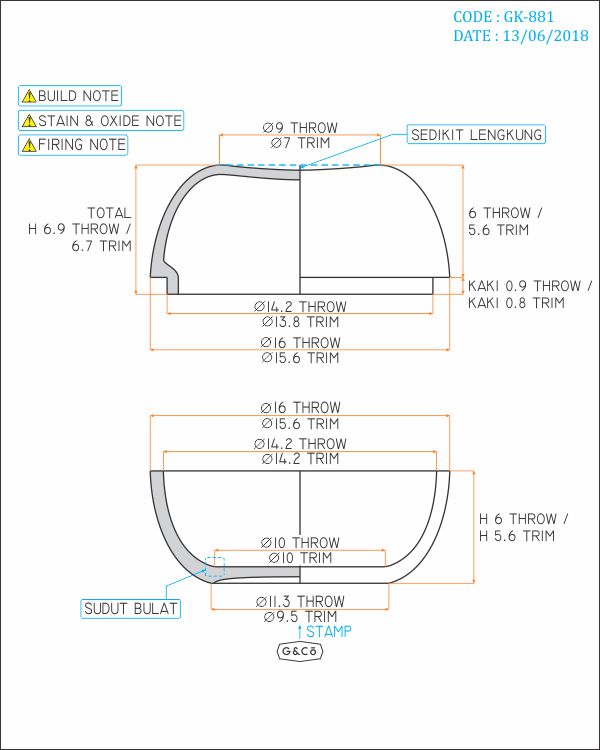 CODE : GK-881
DATE : 13/06/2018
BUILD NOTE
STAIN & OXIDE NOTE
FIRING NOTE
Ø9 THROW
Ø7 TRIM
SEDIKIT LENGKUNG
TOTAL
H 6.9 THROW /
6.7 TRIM
6 THROW /
5.6 TRIM
KAKI 0.9 THROW /
KAKI 0.8 TRIM
Ø14.2 THROW
Ø13.8 TRIM
Ø16 THROW
Ø15.6 TRIM
Ø16 THROW
Ø15.6 TRIM
Ø14.2 THROW
Ø14.2 TRIM
H 6 THROW /
H 5.6 TRIM
Ø10 THROW
Ø10 TRIM
SUDUT BULAT
Ø11.3 THROW
Ø9.5 TRIM
STAMP
G&Cō